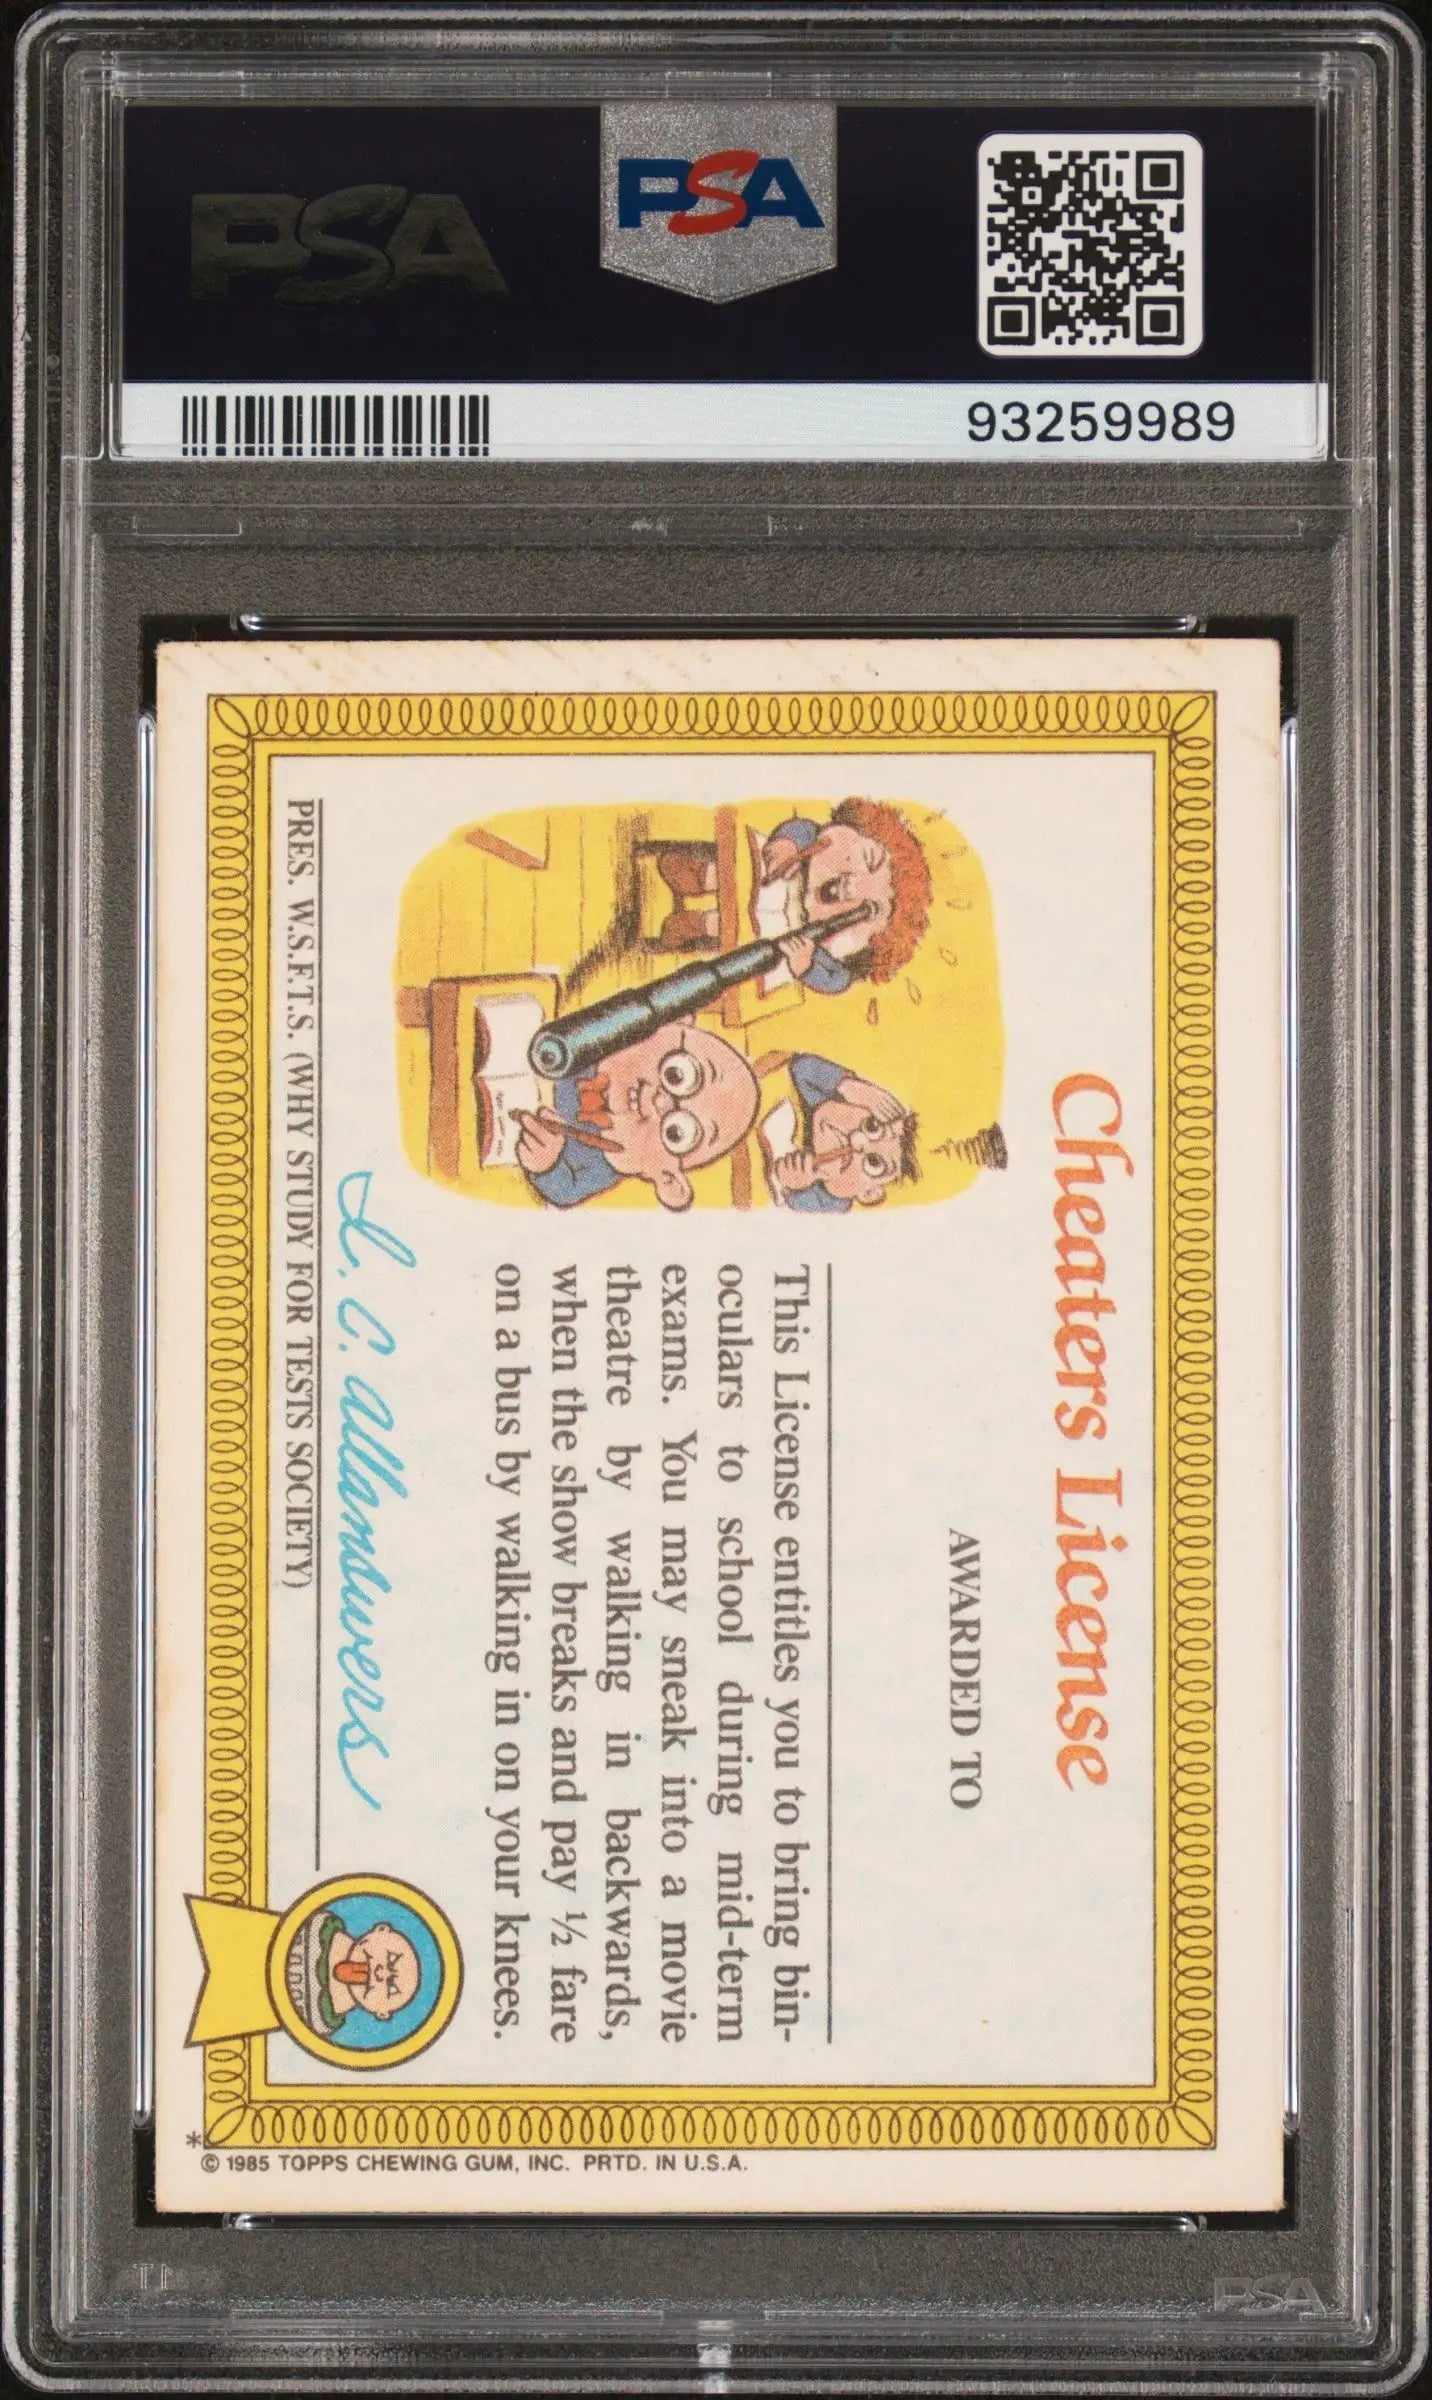 PSA
PSA
93259989
Cheaters License
AWARDED TO
This License entitles you to bring bin-
oculars to school during mid-term
exams. You may sneak into a movie
theatre by walking in backwards,
when the show breaks and pay ½ fare
on a bus by walking in on your knees.
I. C. Allanswers
PRES. W.S.F.T.S. (WHY STUDY FOR TESTS SOCIETY)
*
© 1985 TOPPS CHEWING GUM, INC. PRTD. IN U.S.A.
PSA